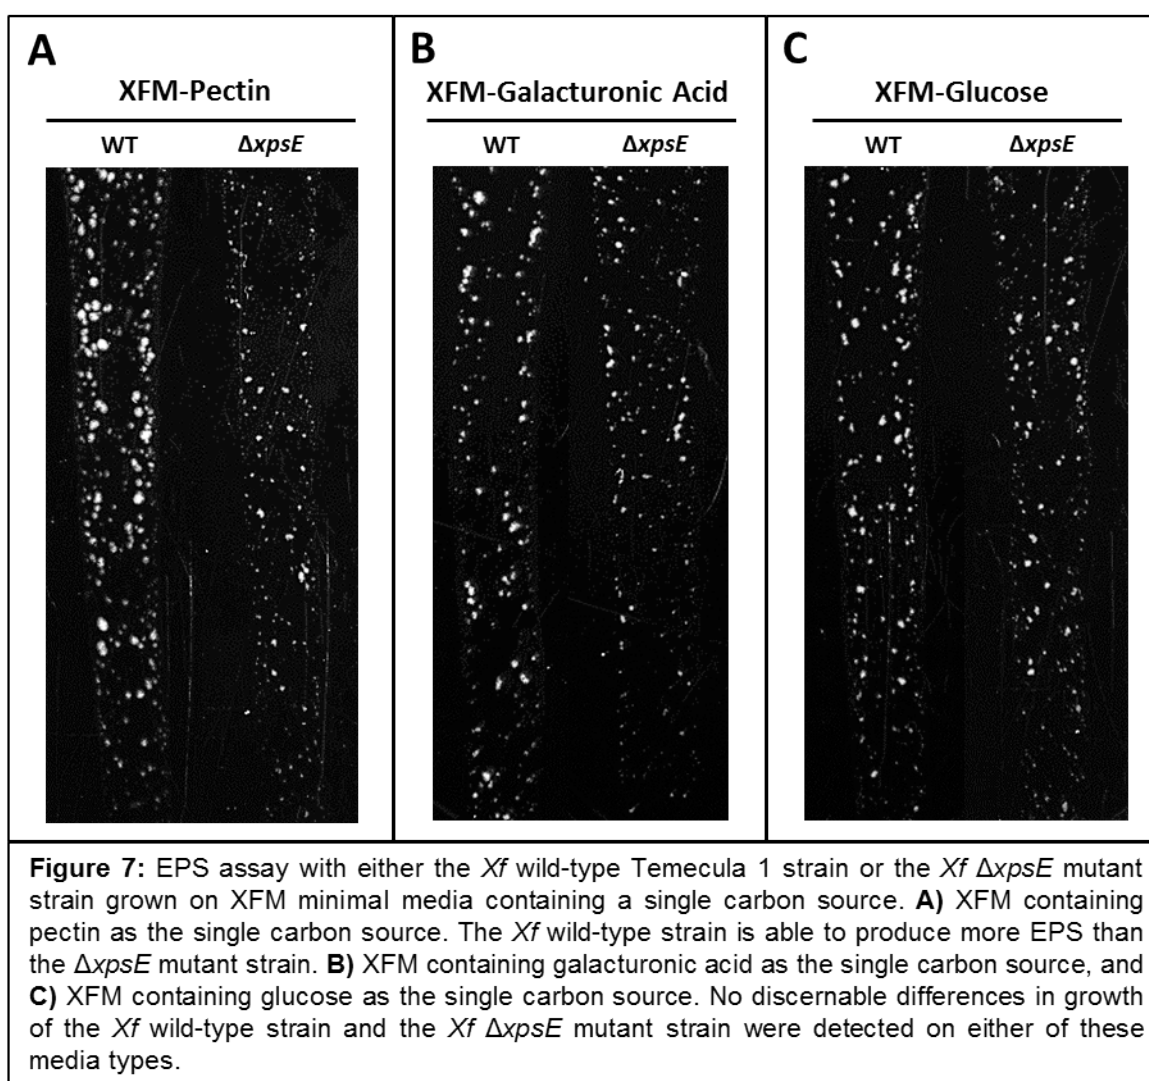 A
XFM-Pectin
WT ΔxpsE
B
XFM-Galacturonic Acid
WT ΔxpsE
C
XFM-Glucose
WT ΔxpsE
Figure 7: EPS assay with either the Xf wild-type Temecula 1 strain or the Xf ΔxpsE mutant
strain grown on XFM minimal media containing a single carbon source. A) XFM containing
pectin as the single carbon source. The Xf wild-type strain is able to produce more EPS than
the ΔxpsE mutant strain. B) XFM containing galacturonic acid as the single carbon source, and
C) XFM containing glucose as the single carbon source. No discernable differences in growth
of the Xf wild-type strain and the Xf ΔxpsE mutant strain were detected on either of these
media types.